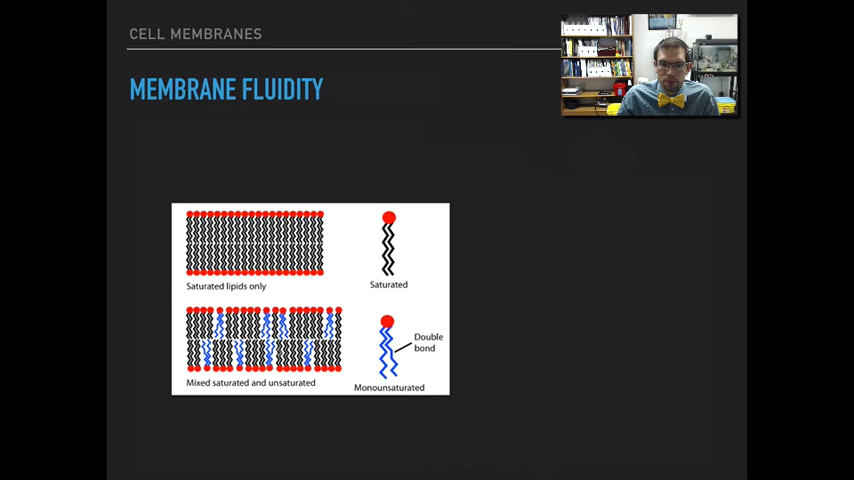 CELL MEMBRANES
MEMBRANE FLUIDITY
Saturated lipids only
Saturated
Double
bond
Mixed saturated and unsaturated
Monounsaturated